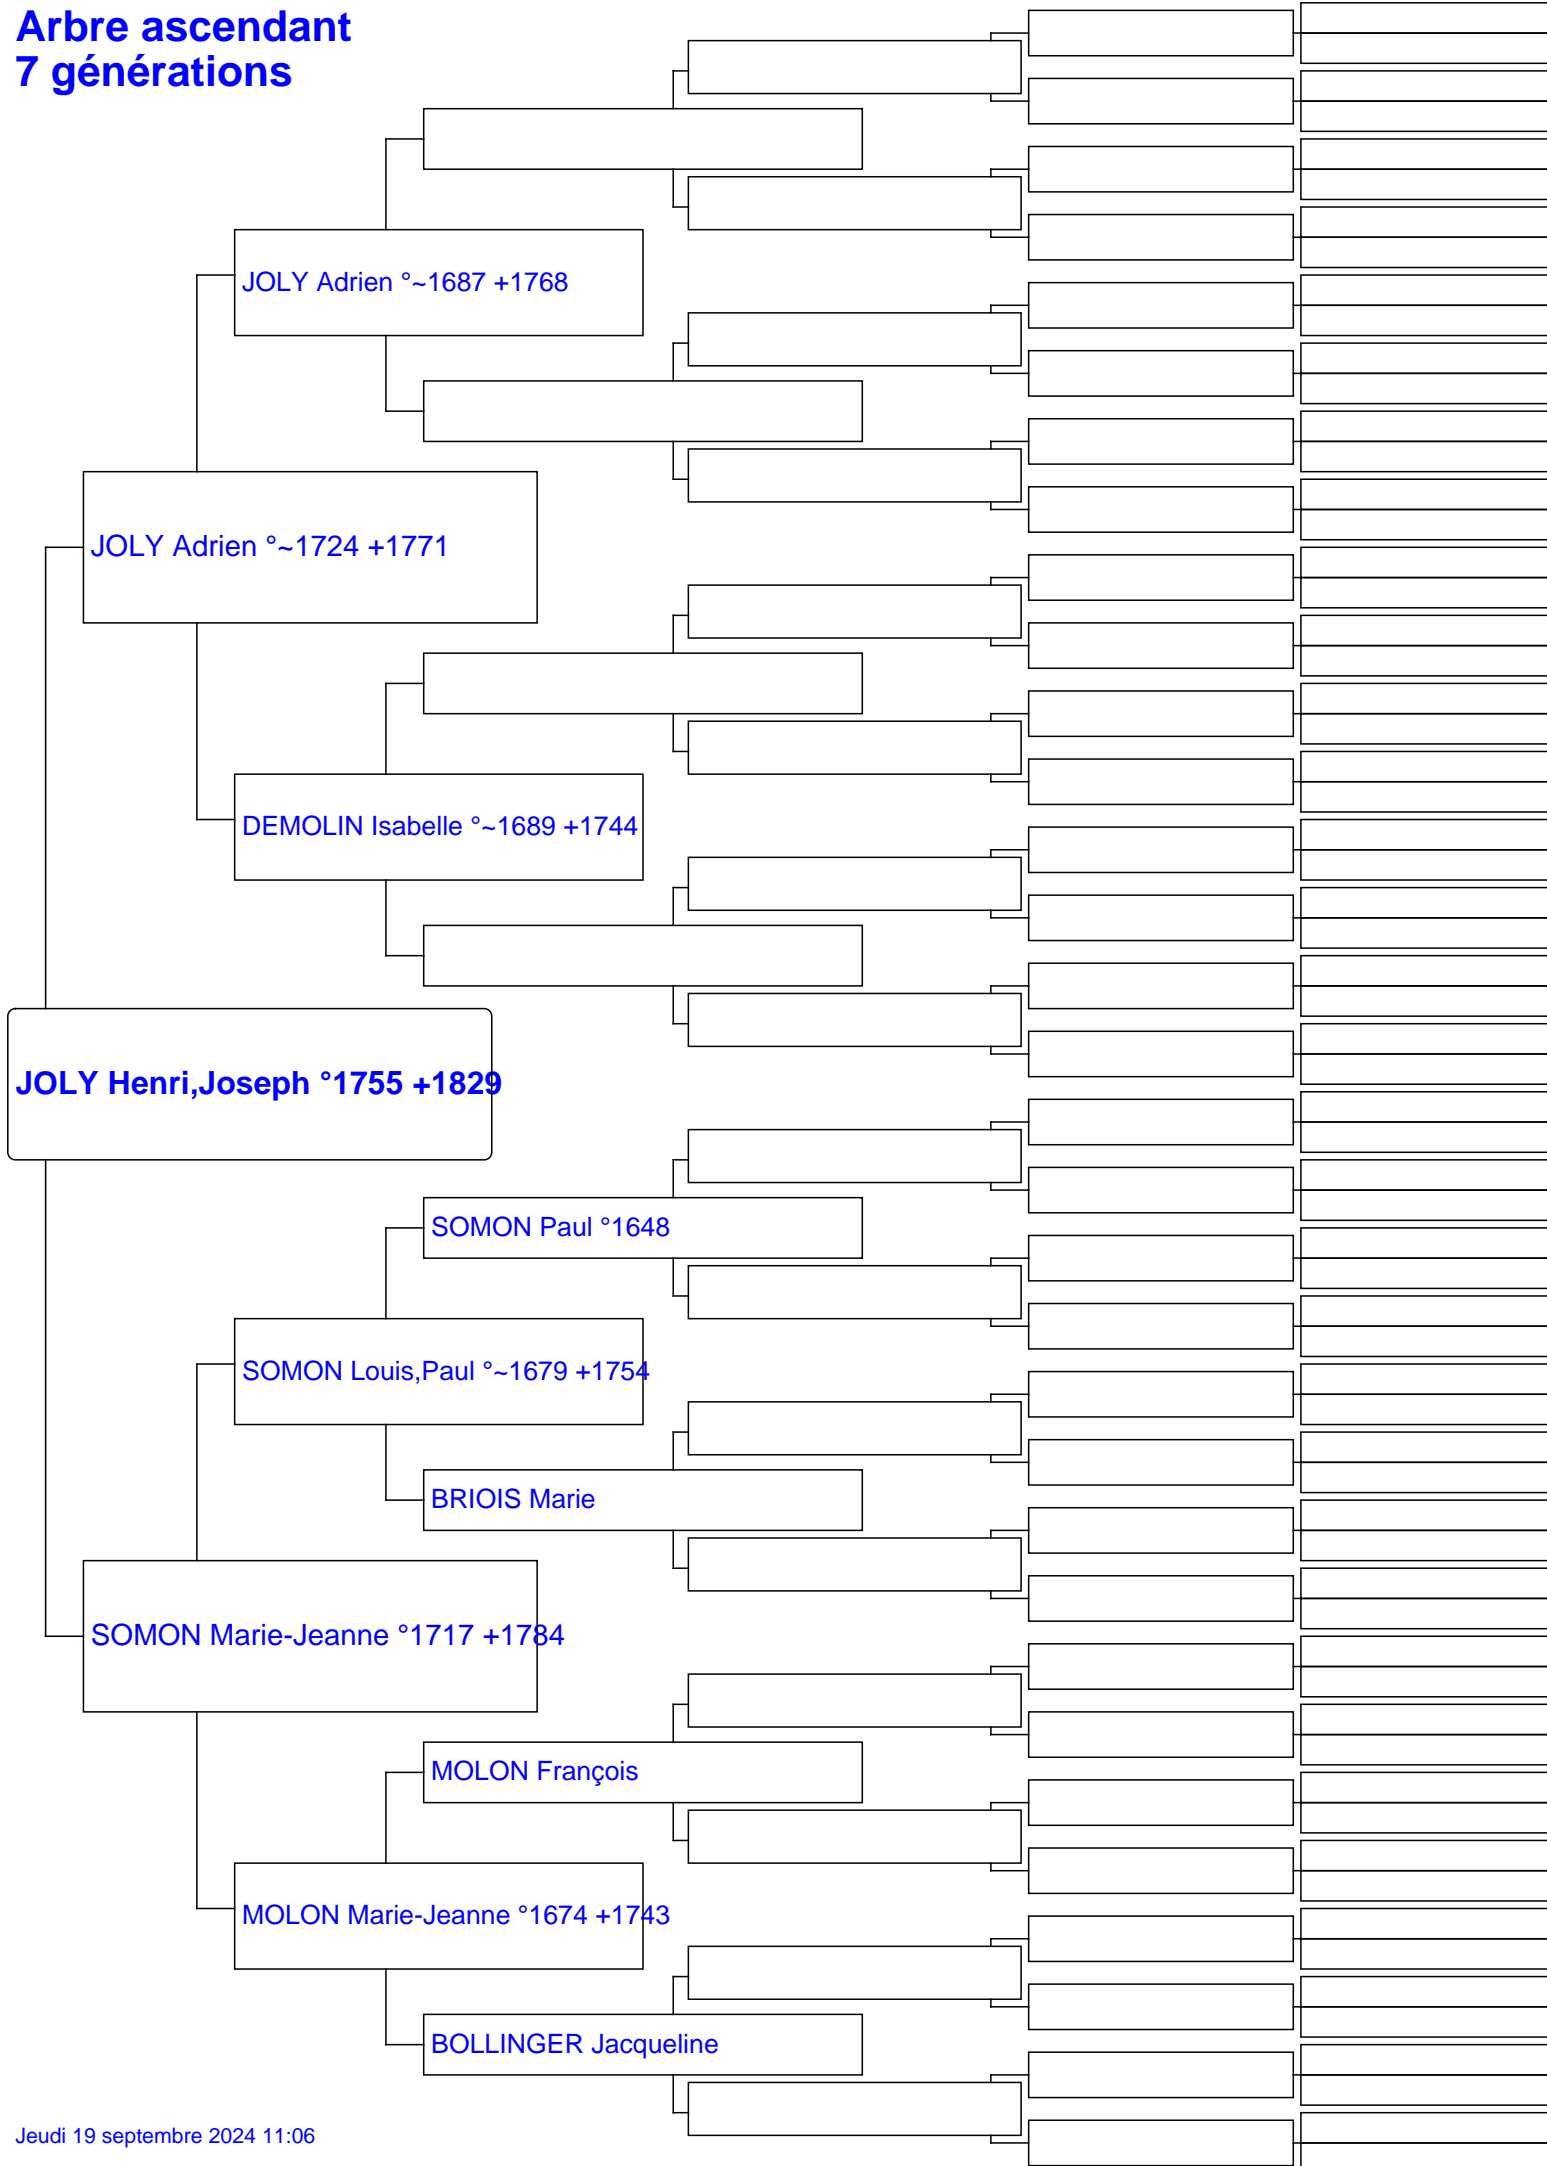 Arbre ascendant
7 générations
JOLY Adrien °~1687 +1768
JOLY Adrien °~1724 +1771
DEMOLIN Isabelle °~1689 +1744
JOLY Henri,Joseph °1755 +1829
SOMON Paul °1648
SOMON Louis,Paul °~1679 +1754
BRIOIS Marie
SOMON Marie-Jeanne °1717 +1784
MOLON François
MOLON Marie-Jeanne °1674 +1743
BOLLINGER Jacqueline
Jeudi 19 septembre 2024 11:06